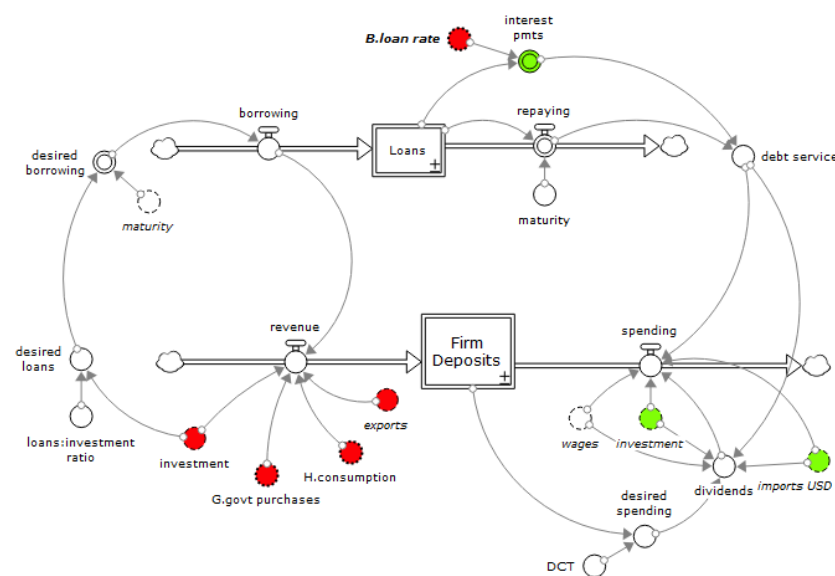 interest
pmts
B.loan rate
borrowing
repaying
desired
borrowing
Loans
debt service
maturity
maturity
revenue
Firm
Deposits
spending
desired
loans
exports
wages
investment
loans:investment
ratio
investment
H.consumption
G.govt purchases
dividends
imports USD
desired
spending
DCT